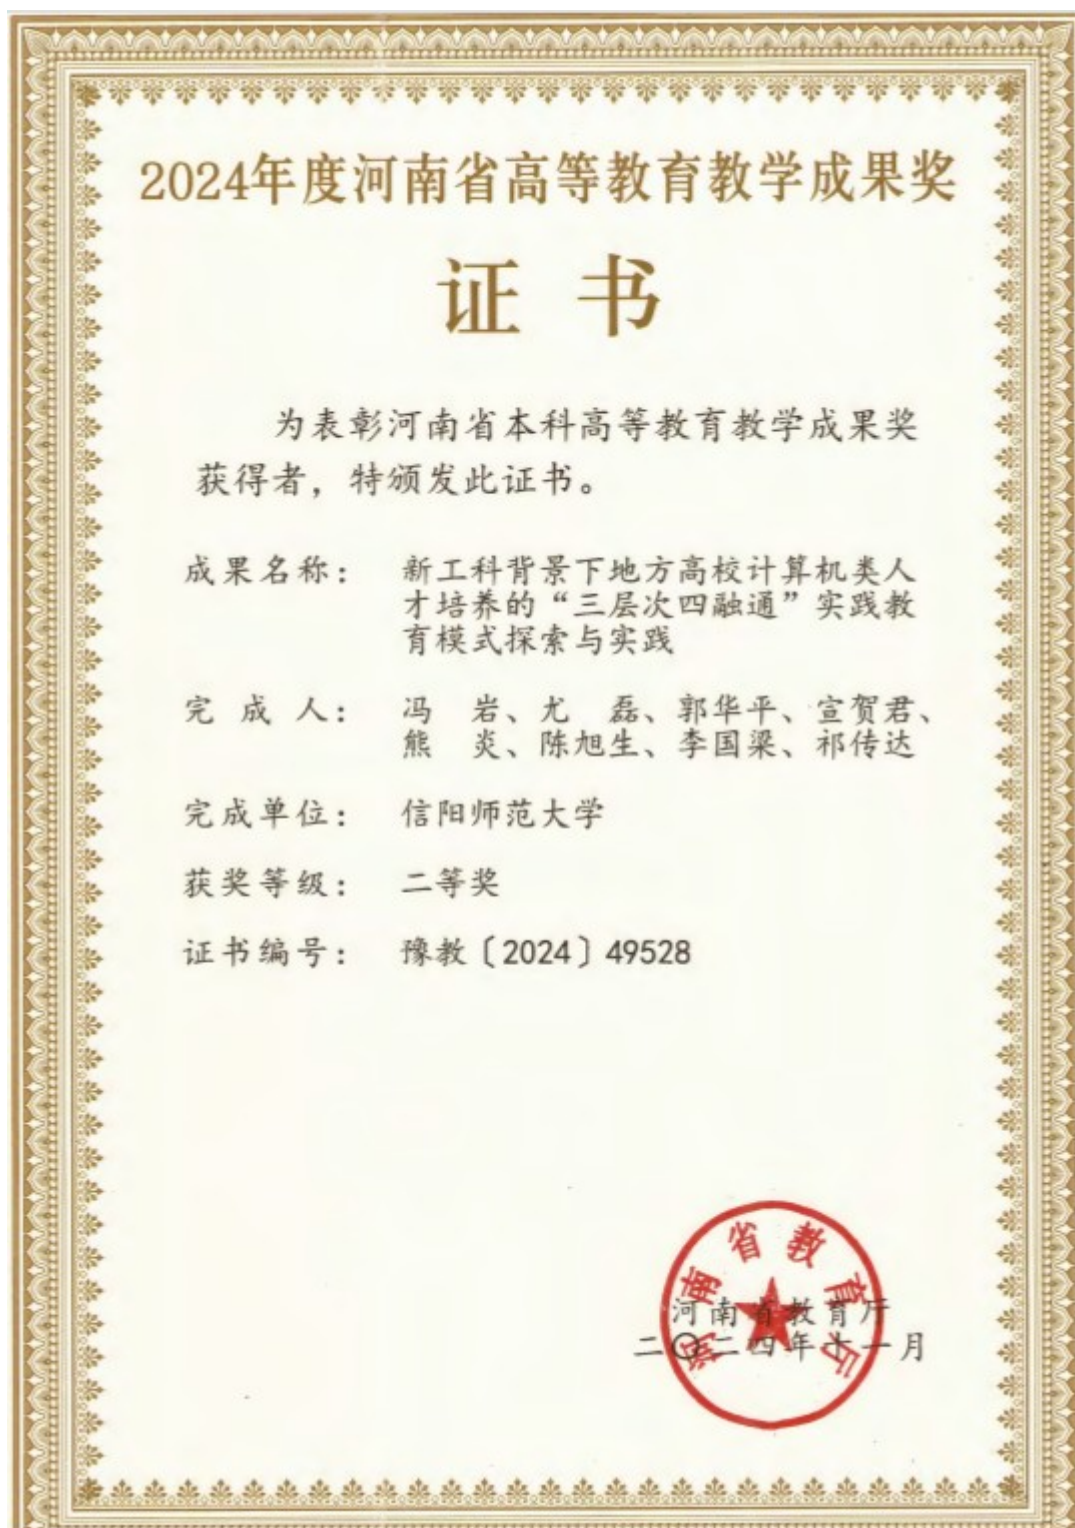 2024年度河南省高等教育教学成果奖
证 书
为表彰河南省本科高等教育教学成果奖
获得者，特颁发此证书。
成果名称： 新工科背景下地方高校计算机类人
才培养的“三层次四融通”实践教
育模式探索与实践
完 成 人： 冯 岩、尤 磊、郭华平、宣贺君、
熊 炎、陈旭生、李国梁、祁传达
完成单位： 信阳师范大学
获奖等级： 二等奖
证书编号： 豫教〔2024〕49528
河南省教育厅
河南省教育厅
二〇二四年十一月